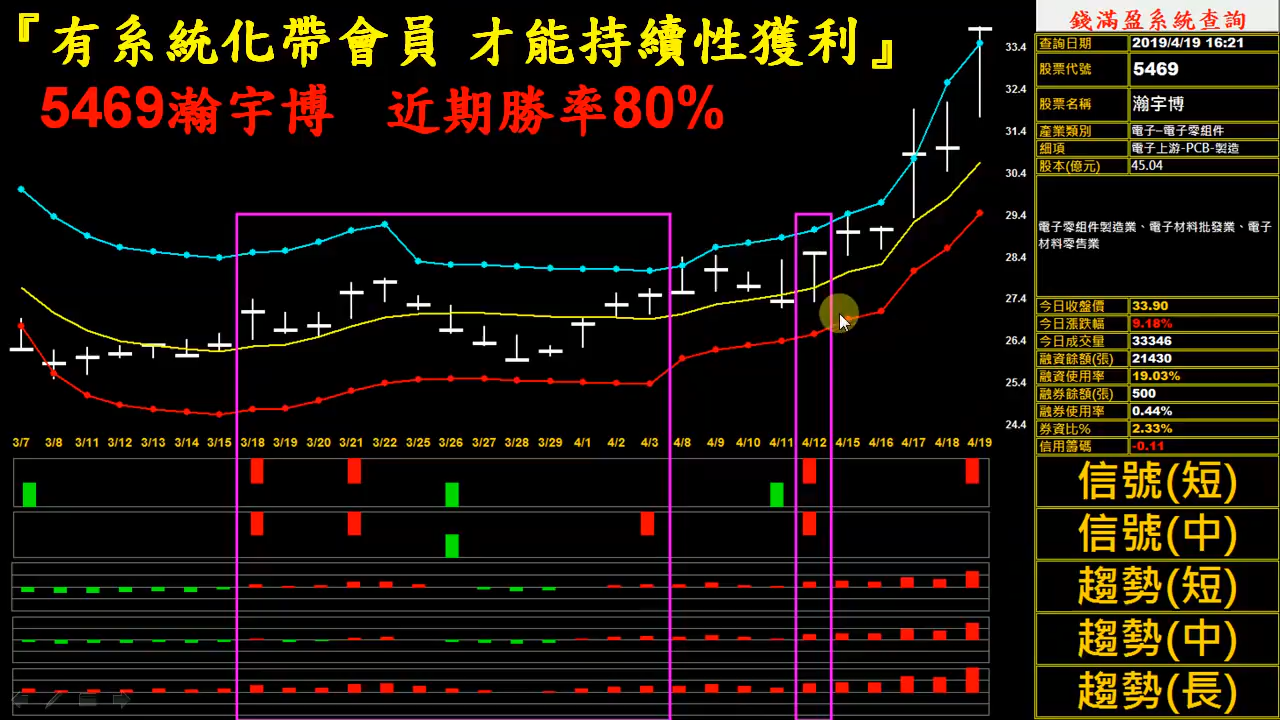 『有系統化帶會員 才能持續性獲利』
5469瀚宇博 近期勝率80%
錢滿盈系統查詢
查詢日期 2019/4/19 16:21
股票代號 5469
股票名稱 瀚宇博
產業類別 電子–電子零組件
細項 電子上游-PCB-製造
股本(億元) 45.04
電子零組件製造業、電子材料批發業、電子
材料零售業
今日收盤價 33.90
今日漲跌幅 9.18%
今日成交量 33346
融資餘額(張) 21430
融資使用率 19.03%
融券餘額(張) 500
融券使用率 0.44%
券資比% 2.33%
信用籌碼 -0.11
信號(短)
信號(中)
趨勢(短)
趨勢(中)
趨勢(長)
33.4
32.4
31.4
30.4
29.4
28.4
27.4
26.4
25.4
24.4
3/7 3/8 3/11 3/12 3/13 3/14 3/15 3/18 3/19 3/20 3/21 3/22 3/25 3/26 3/27 3/28 3/29 4/1 4/2 4/3 4/8 4/9 4/10 4/11 4/12 4/15 4/16 4/17 4/18 4/19